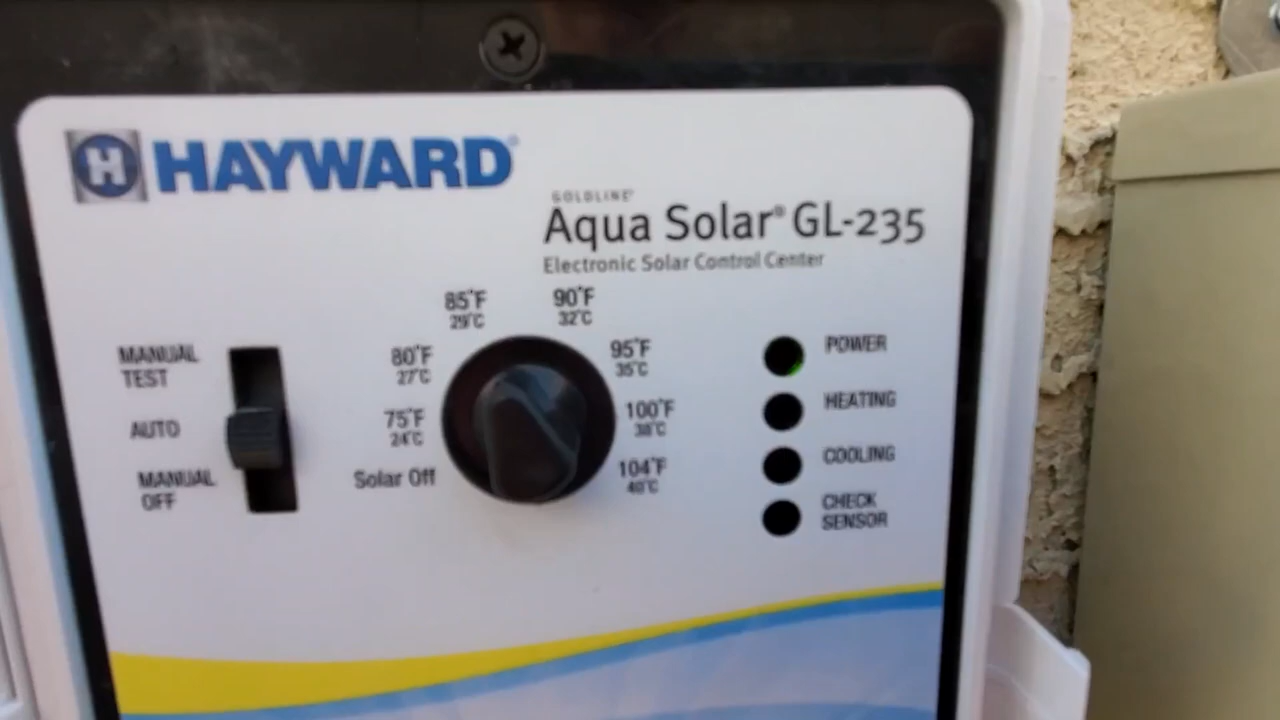 H HAYWARD®
GOLDLINE®
Aqua Solar® GL-235
Electronic Solar Control Center
MANUAL
TEST
AUTO
MANUAL
OFF
85°F
29°C
90°F
32°C
80°F
27°C
95°F
35°C
75°F
24°C
100°F
38°C
Solar Off
104°F
40°C
POWER
HEATING
COOLING
CHECK
SENSOR